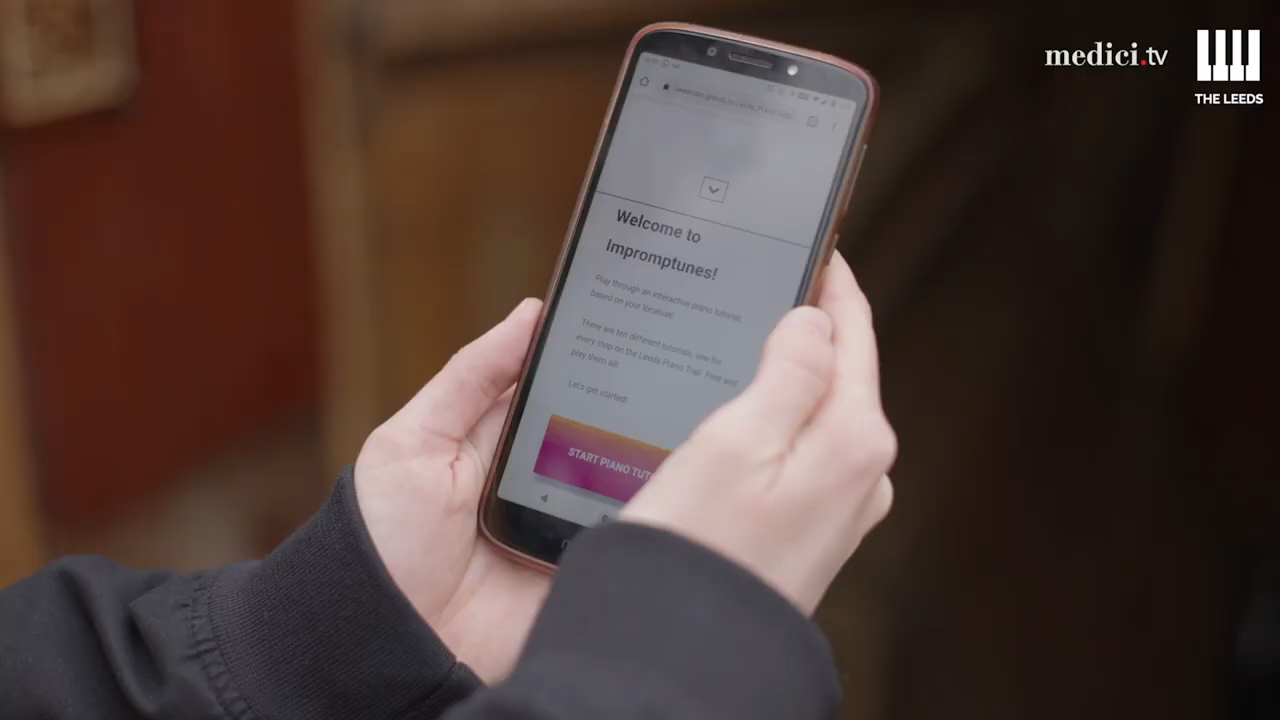 medici.tv
THE LEEDS
Welcome to
Impromptunes!
Play through an interactive piano tutorial,
based on your location!
There are ten different tutorials, one for
every stop on the Leeds Piano Trail. Find and
play them all!
Let's get started!
START PIANO